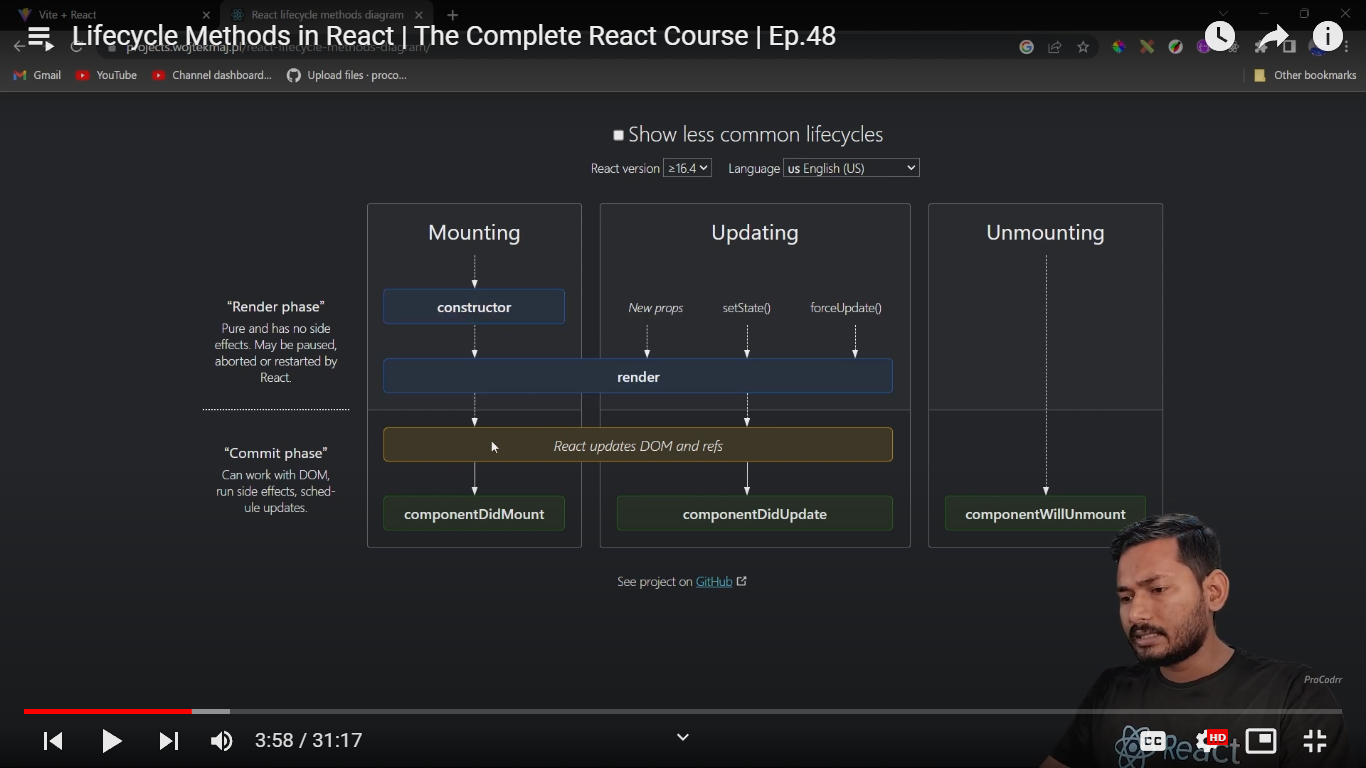 Vite + React
React lifecycle methods diagram
Lifecycle Methods in React | The Complete React Course | Ep.48
projects.wojtekmaj.pl/react-lifecycle-methods-diagram/
Gmail
YouTube
Channel dashboard...
Upload files · proco...
Other bookmarks
Show less common lifecycles
React version ≥16.4
Language us English (US)
Mounting
Updating
Unmounting
“Render phase”
Pure and has no side
effects. May be paused,
aborted or restarted by
React.
constructor
New props
setState()
forceUpdate()
render
“Commit phase”
Can work with DOM,
run side effects, sched-
ule updates.
React updates DOM and refs
componentDidMount
componentDidUpdate
componentWillUnmount
See project on GitHub
ProCodrr
React
3:58 / 31:17
CC
HD